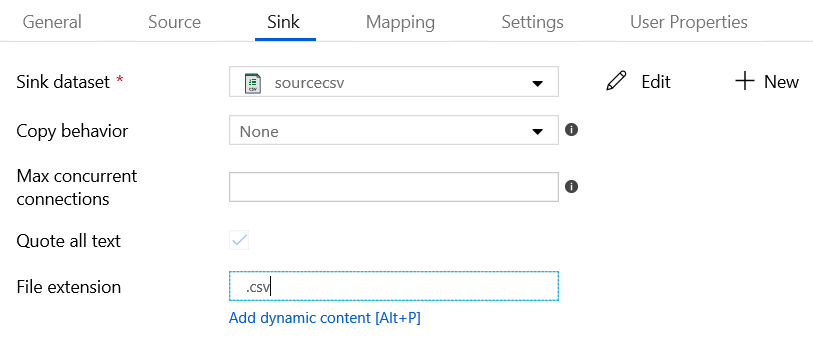 General Source Sink Mapping Settings User Properties
Sink dataset * sourcecsv Edit New
Copy behavior None
Max concurrent
connections
Quote all text
File extension .csv
Add dynamic content [Alt+P]